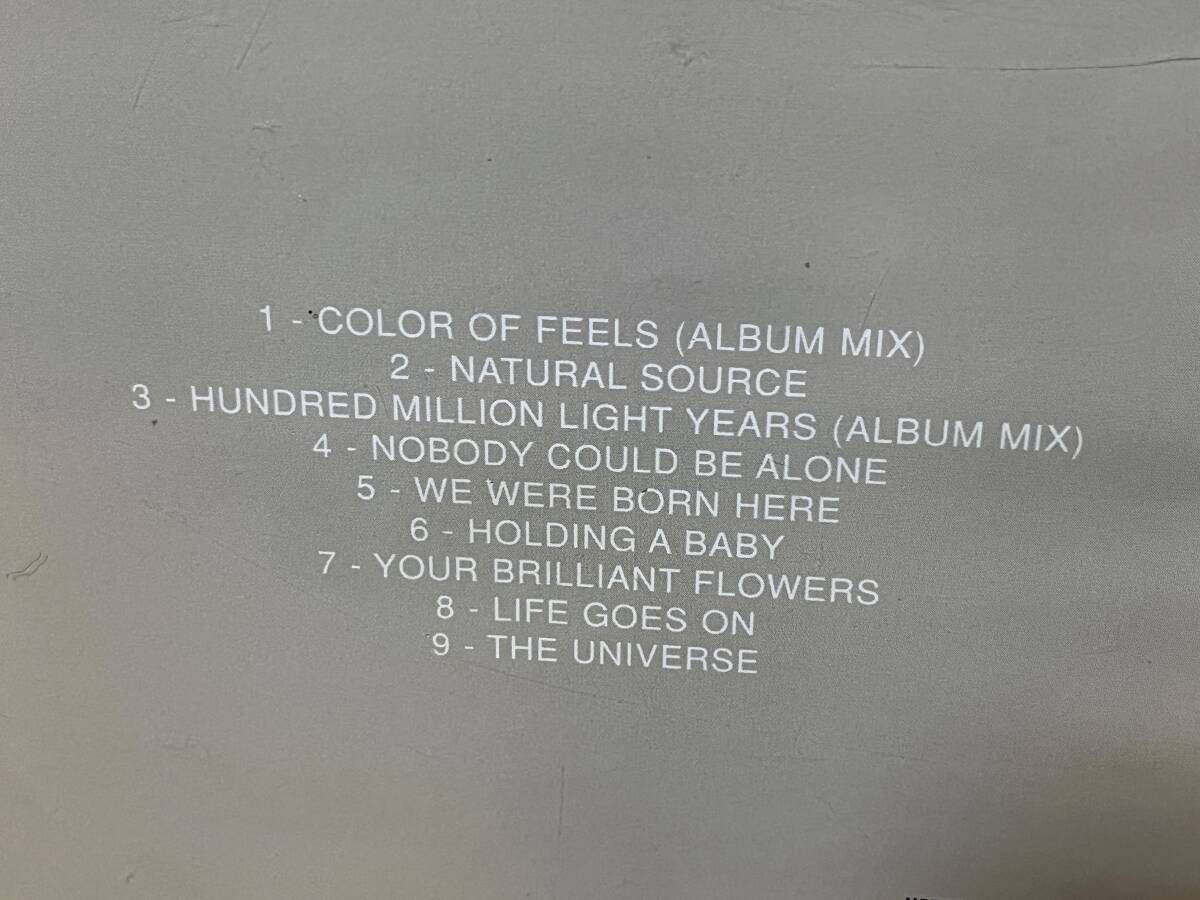 1 - COLOR OF FEELS (ALBUM MIX)
2 - NATURAL SOURCE
3 - HUNDRED MILLION LIGHT YEARS (ALBUM MIX)
4 - NOBODY COULD BE ALONE
5 - WE WERE BORN HERE
6 - HOLDING A BABY
7 - YOUR BRILLIANT FLOWERS
8 - LIFE GOES ON
9 - THE UNIVERSE